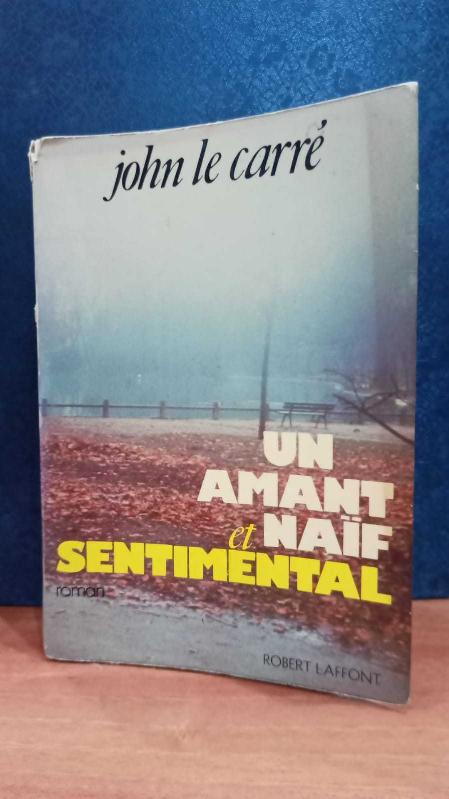 john le carré
UN
AMANT
et NAÏF
SENTIMENTAL
roman
ROBERT LAFFONT